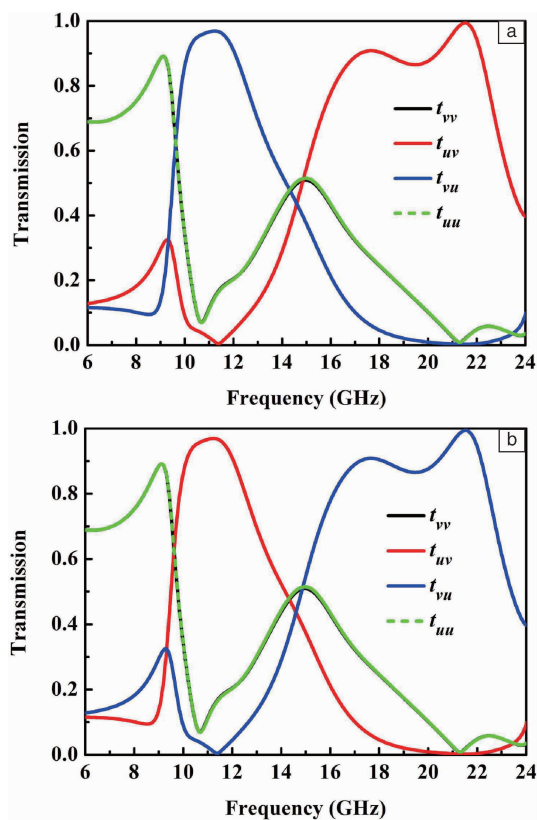 a
1.0
0.8
0.6
0.4
0.2
0.0
Transmission
t_vv
t_uv
t_vu
t_uu
6 8 10 12 14 16 18 20 22 24
Frequency (GHz)
b
1.0
0.8
0.6
0.4
0.2
0.0
Transmission
t_vv
t_uv
t_vu
t_uu
6 8 10 12 14 16 18 20 22 24
Frequency (GHz)